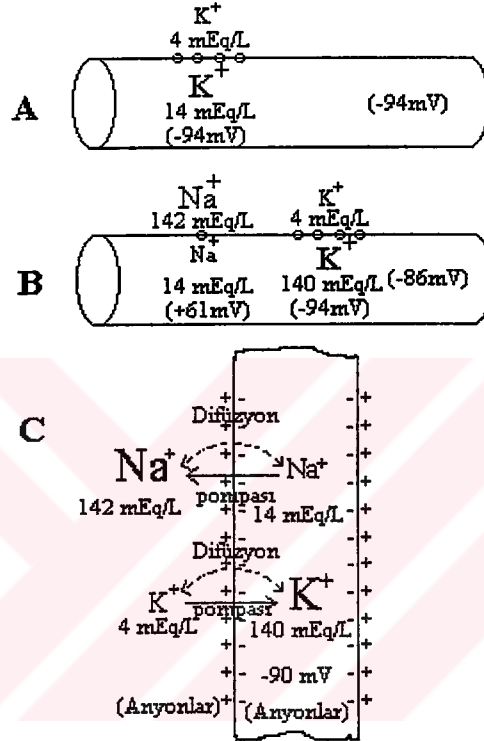 K⁺
4 mEq/L
K⁺
14 mEq/L
(-94mV)
(-94mV)
A
Na⁺
142 mEq/L
Na⁺
14 mEq/L
(+61mV)
K⁺
4 mEq/L
K⁺
140 mEq/L
(-94mV)
(-86mV)
B
C
Difüzyon
Na⁺
Na⁺
pompası
142 mEq/L
14 mEq/L
Difüzyon
K⁺
K⁺
pompası
4 mEq/L
140 mEq/L
-90 mV
(Anyonlar)
(Anyonlar)